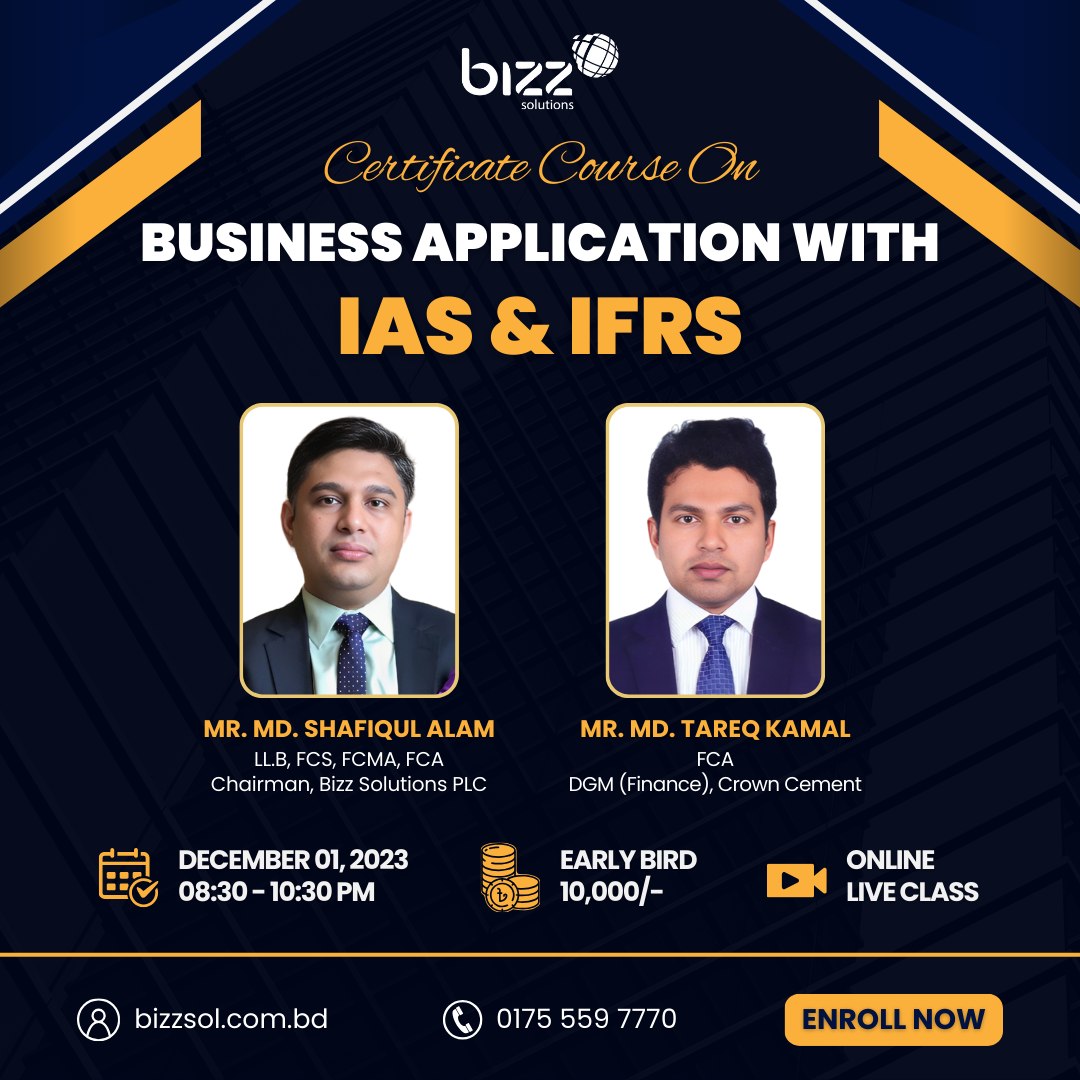 bizz
solutions
Certificate Course On
BUSINESS APPLICATION WITH
IAS & IFRS
MR. MD. SHAFIQUL ALAM
LL.B, FCS, FCMA, FCA
Chairman, Bizz Solutions PLC
MR. MD. TAREQ KAMAL
FCA
DGM (Finance), Crown Cement
DECEMBER 01, 2023
08:30 - 10:30 PM
৳
EARLY BIRD
10,000/-
ONLINE
LIVE CLASS
bizzsol.com.bd
0175 559 7770
ENROLL NOW